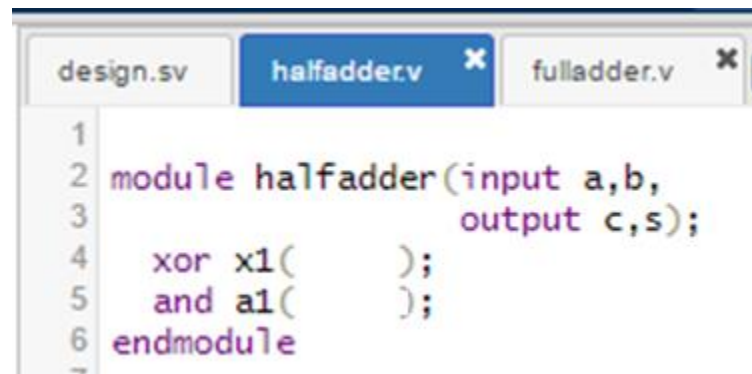 design.sv halfadder.v fulladder.v
1
2 module halfadder(input a,b,
3 output c,s);
4 xor x1( );
5 and a1( );
6 endmodule